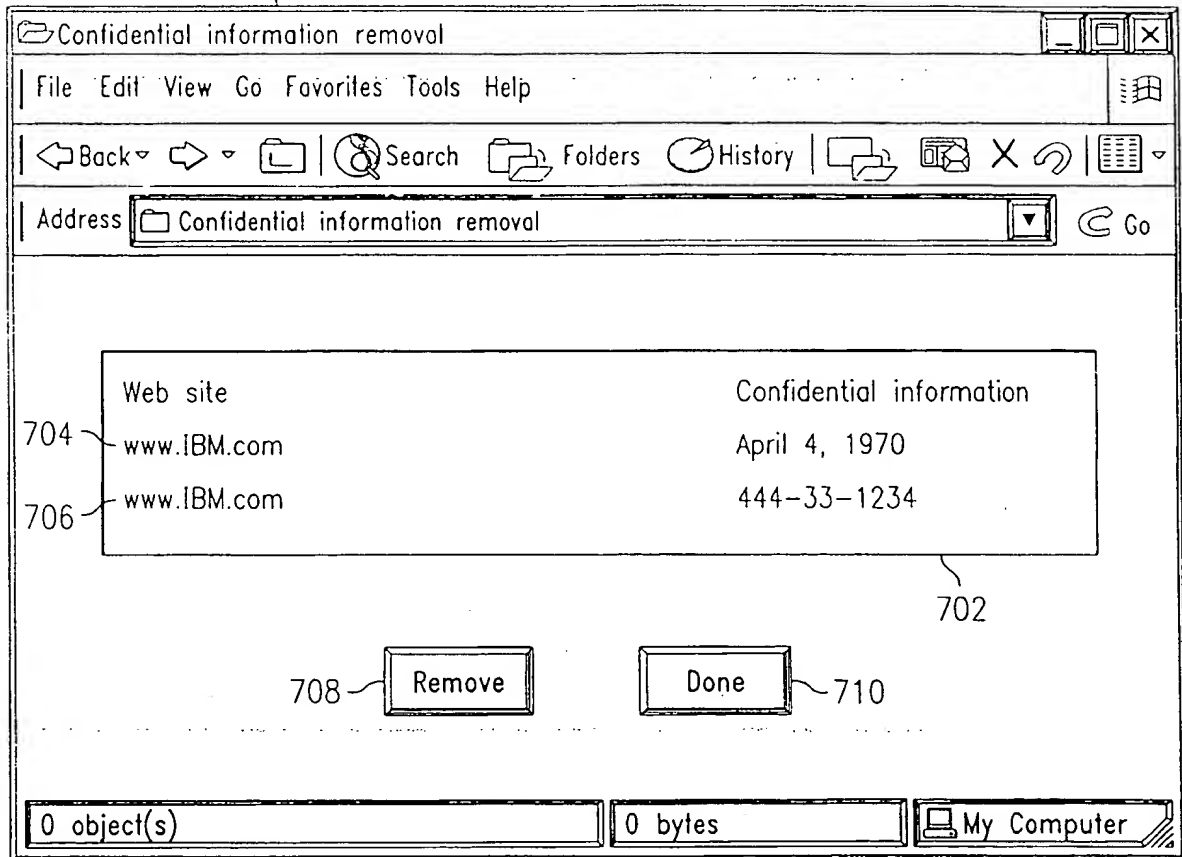 Confidential information removal
File Edit View Go Favorites Tools Help
Back Search Folders History
Address Confidential information removal Go
Web site Confidential information
704 www.IBM.com April 4, 1970
706 www.IBM.com 444-33-1234
702
708 Remove Done 710
0 object(s) 0 bytes My Computer